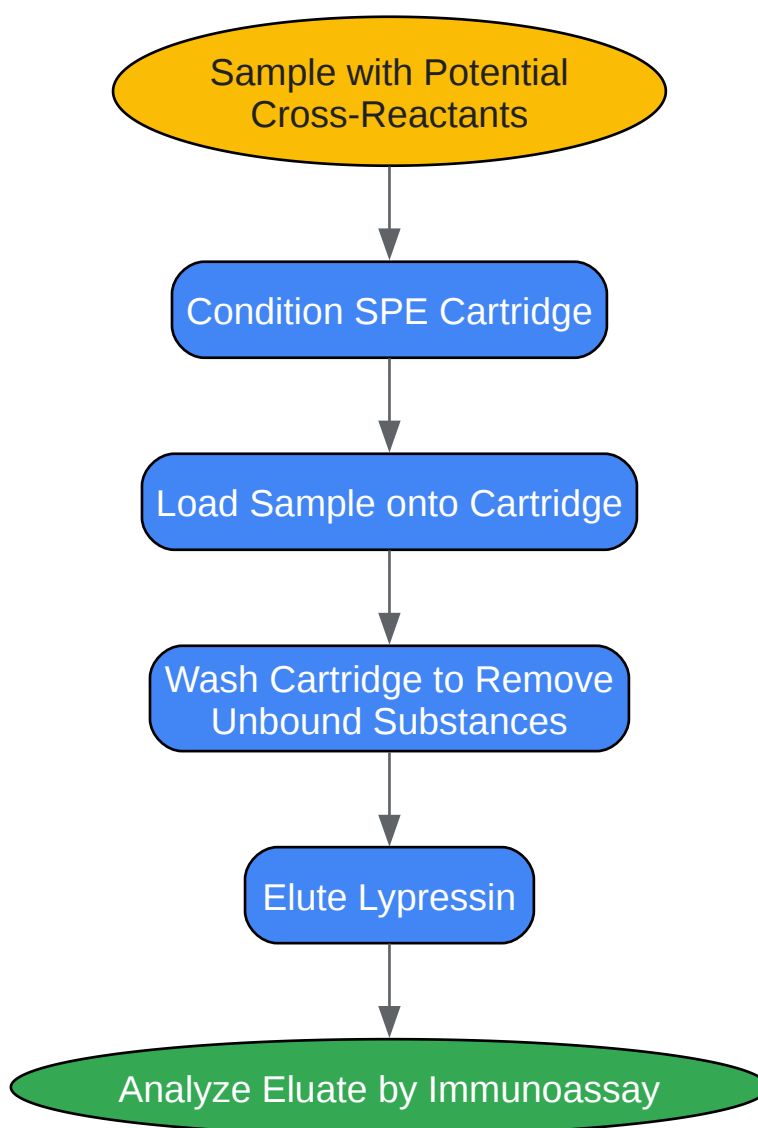 Sample with Potential
Cross-Reactants
Condition SPE Cartridge
Load Sample onto Cartridge
Wash Cartridge to Remove
Unbound Substances
Elute Lypressin
Analyze Eluate by Immunoassay